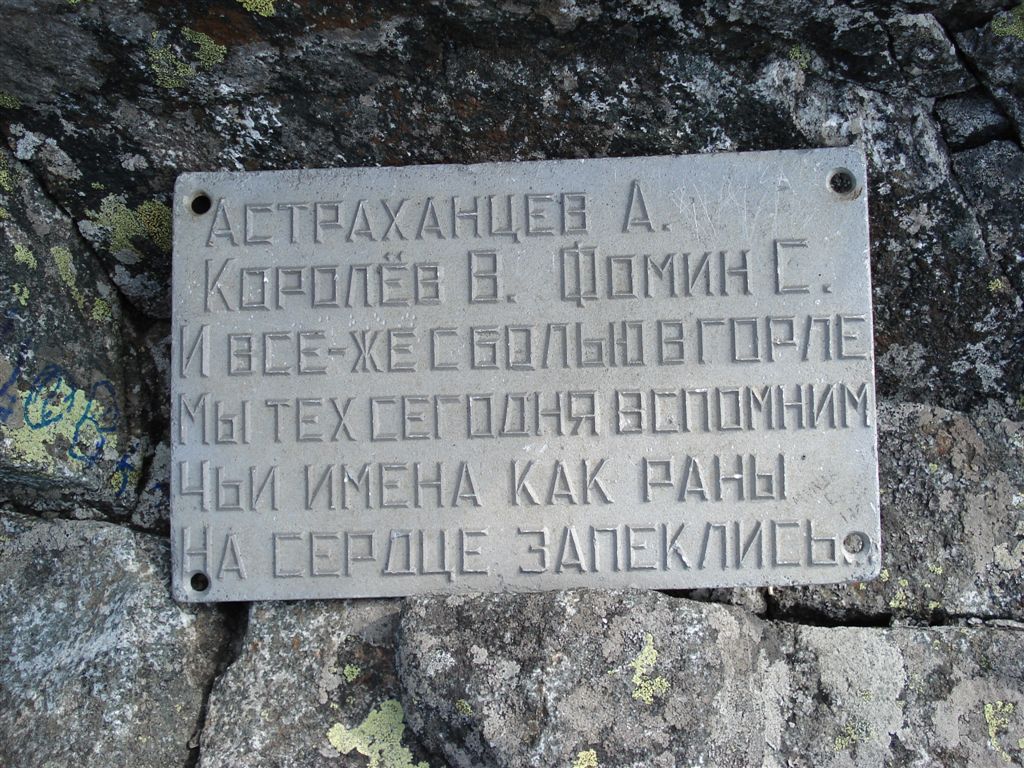 Астраханцев А.
Королёв В. Фомин С.
И все-же с болью в горле
Мы тех сегодня вспомним
Чьи имена как раны
На сердце запеклись.